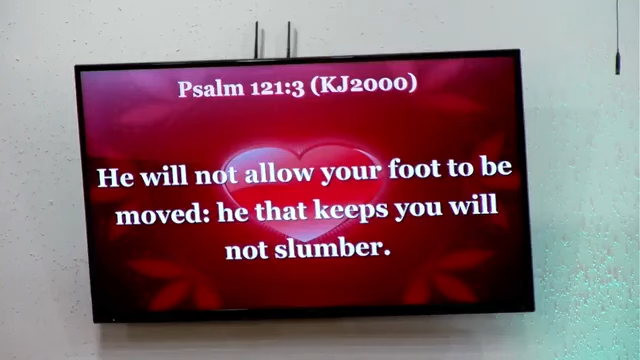 Psalm 121:3 (KJ2000)
He will not allow your foot to be
moved: he that keeps you will
not slumber.